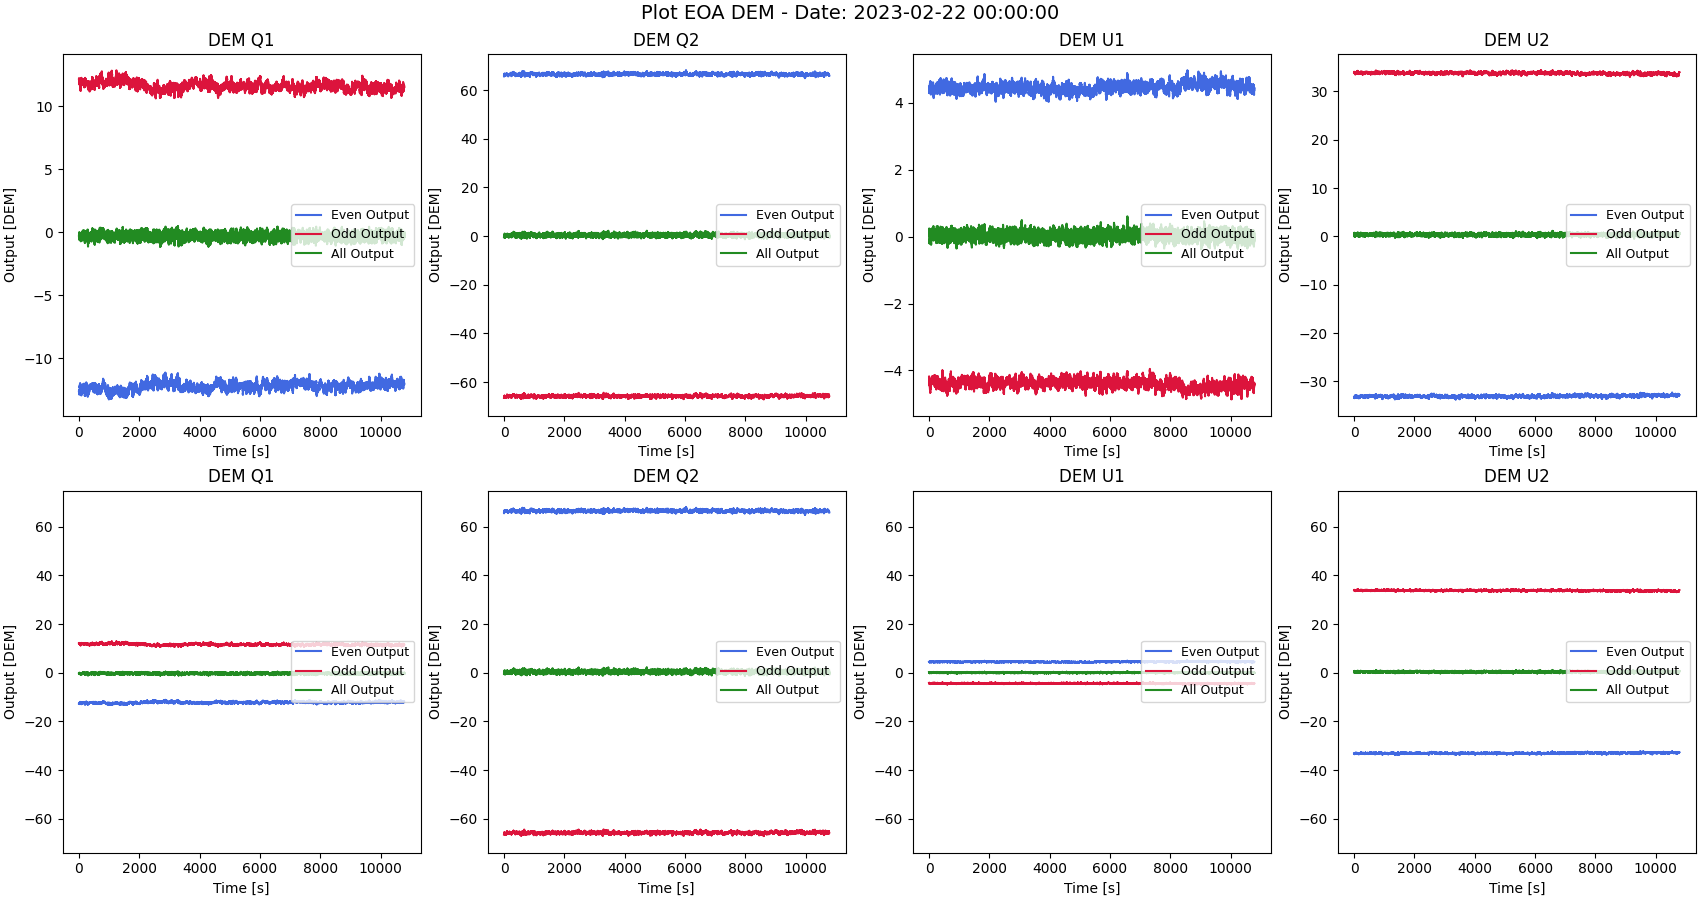 Plot EOA DEM - Date: 2023-02-22 00:00:00
DEM Q1
DEM Q2
DEM U1
DEM U2
Output [DEM]
10
5
0
−5
−10
Even Output
Odd Output
All Output
0 2000 4000 6000 8000 10000
Time [s]
Output [DEM]
60
40
20
0
−20
−40
−60
Even Output
Odd Output
All Output
0 2000 4000 6000 8000 10000
Time [s]
Output [DEM]
4
2
0
−2
−4
Even Output
Odd Output
All Output
0 2000 4000 6000 8000 10000
Time [s]
Output [DEM]
30
20
10
0
−10
−20
−30
Even Output
Odd Output
All Output
0 2000 4000 6000 8000 10000
Time [s]
DEM Q1
DEM Q2
DEM U1
DEM U2
Output [DEM]
60
40
20
0
−20
−40
−60
Even Output
Odd Output
All Output
0 2000 4000 6000 8000 10000
Time [s]
Output [DEM]
60
40
20
0
−20
−40
−60
Even Output
Odd Output
All Output
0 2000 4000 6000 8000 10000
Time [s]
Output [DEM]
60
40
20
0
−20
−40
−60
Even Output
Odd Output
All Output
0 2000 4000 6000 8000 10000
Time [s]
Output [DEM]
60
40
20
0
−20
−40
−60
Even Output
Odd Output
All Output
0 2000 4000 6000 8000 10000
Time [s]